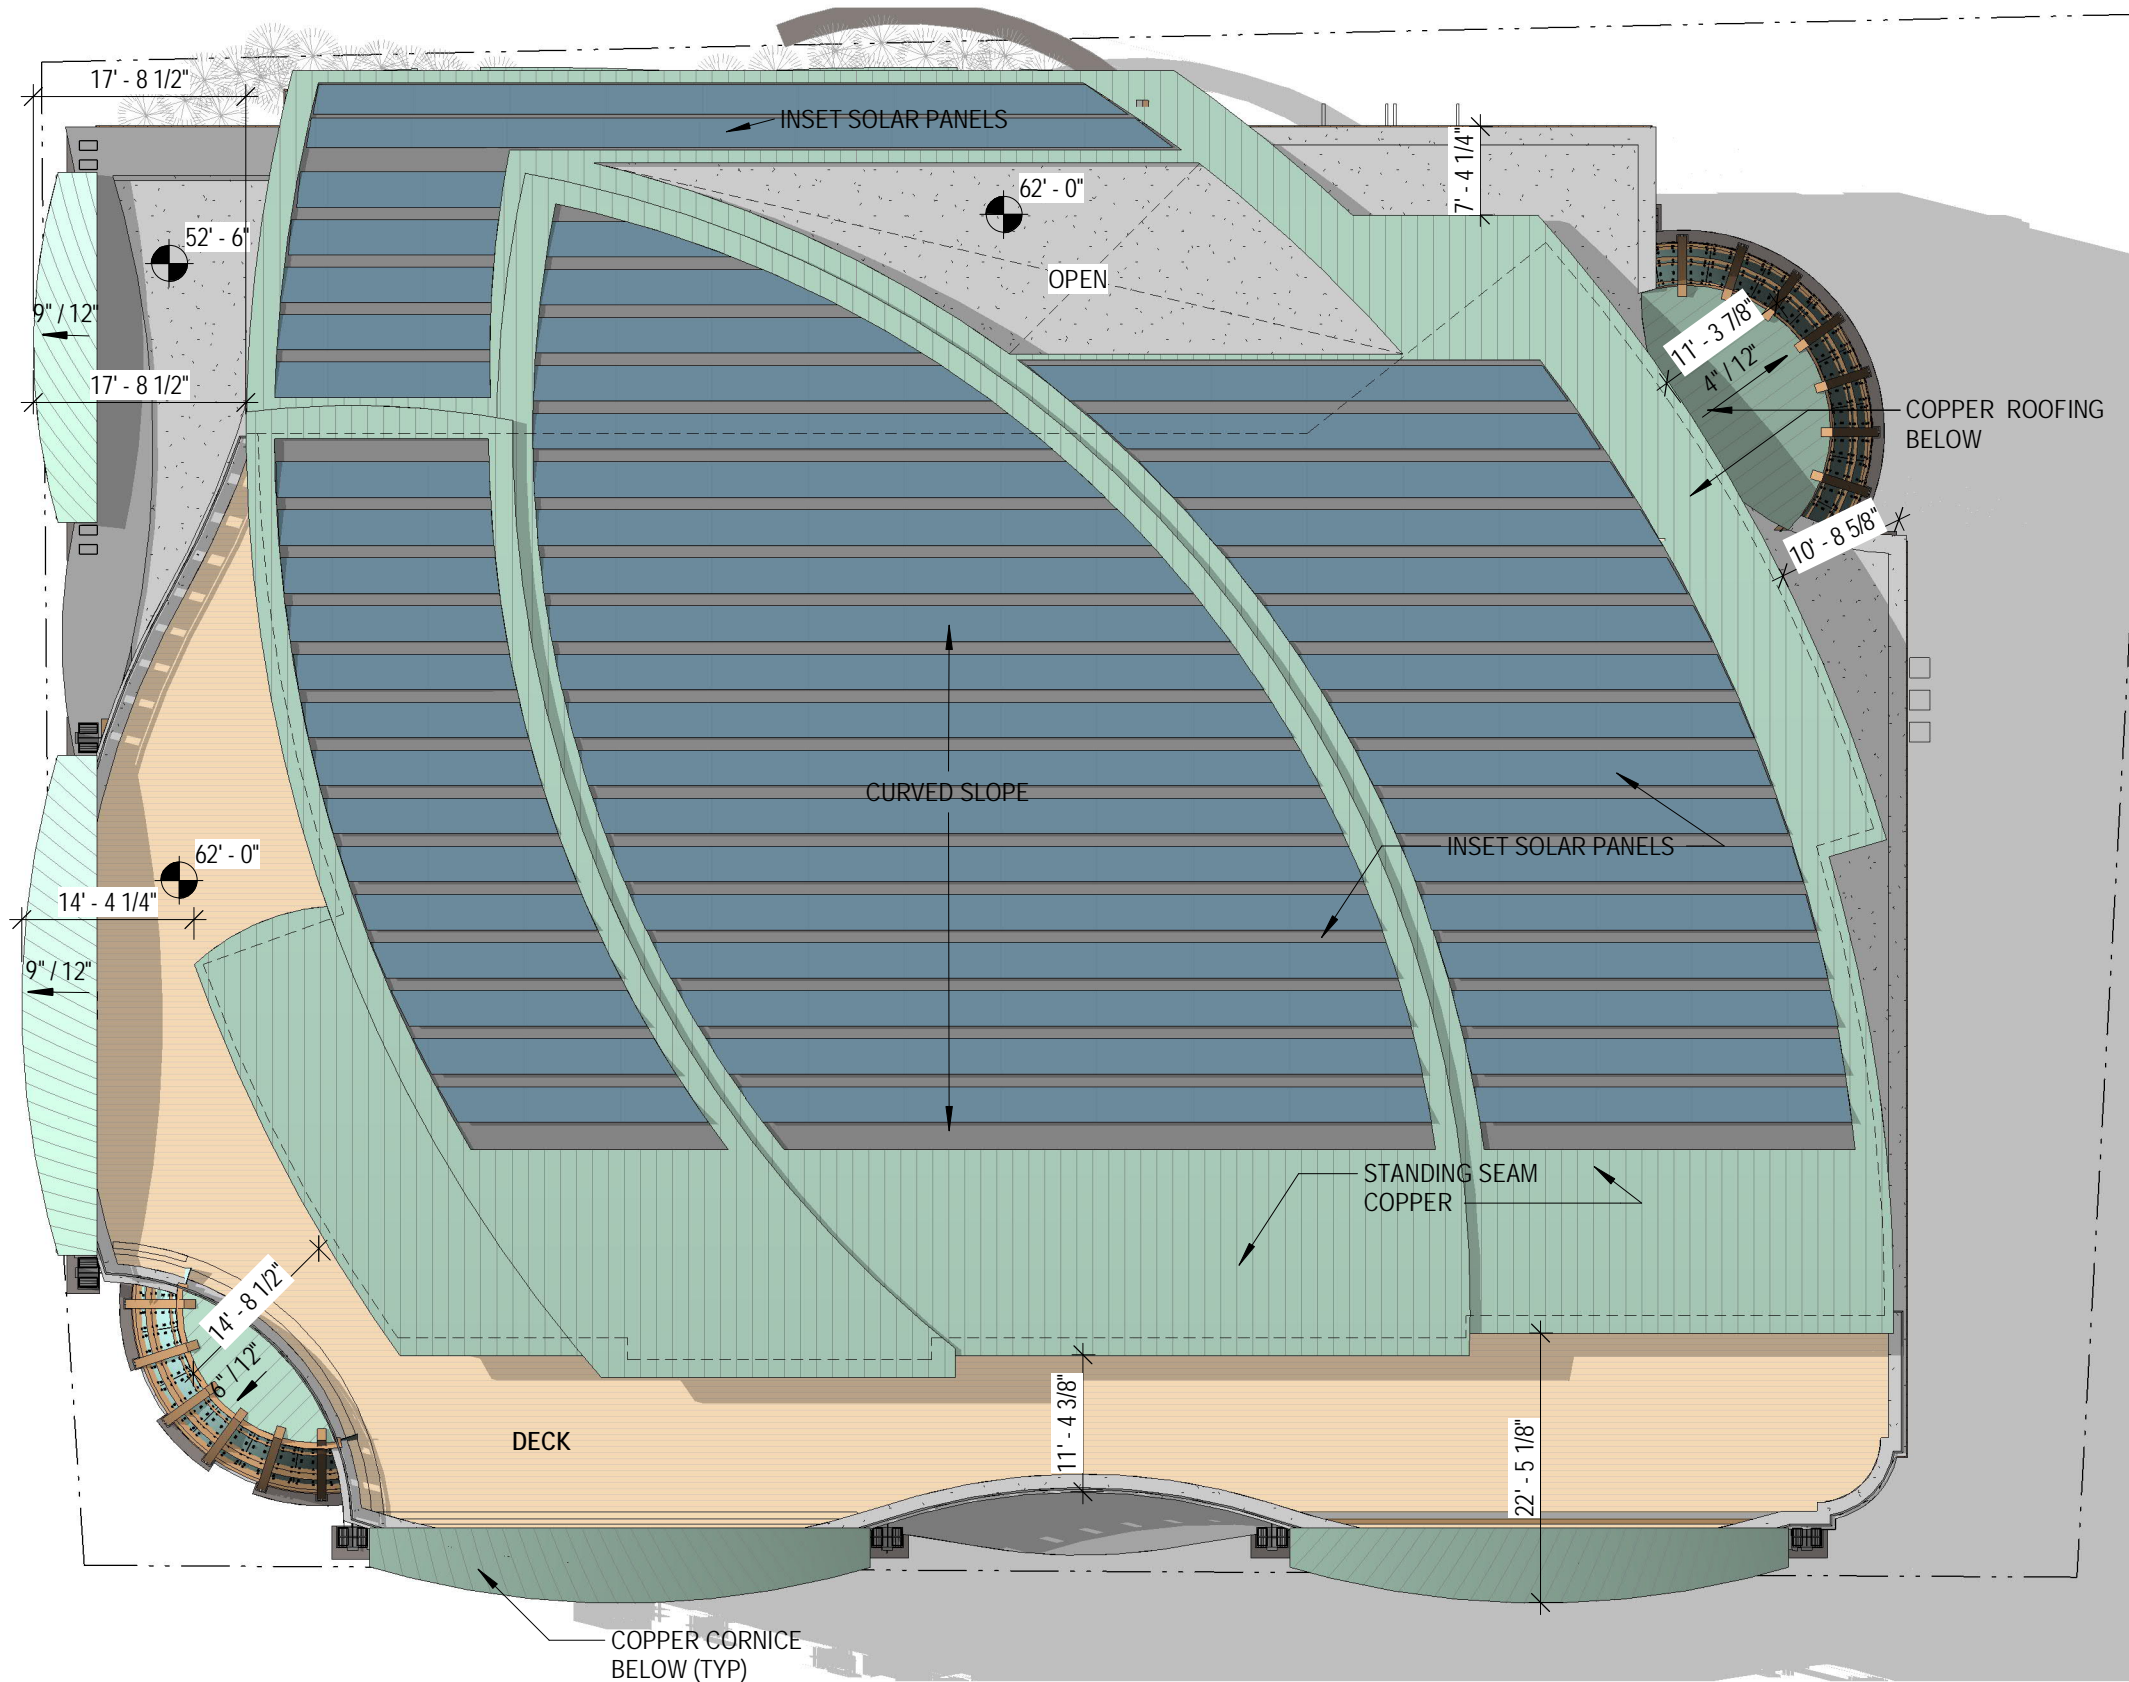 17' - 8 1/2"
INSET SOLAR PANELS
7' - 4 1/4"
62' - 0"
52' - 6"
OPEN
9" / 12"
11' - 3 7/8"
4" / 12"
17' - 8 1/2"
COPPER ROOFING
BELOW
10' - 8 5/8"
CURVED SLOPE
INSET SOLAR PANELS
62' - 0"
14' - 4 1/4"
9" / 12"
STANDING SEAM
COPPER
14' - 8 1/2"
6" / 12"
11' - 4 3/8"
22' - 5 1/8"
DECK
COPPER CORNICE
BELOW (TYP)